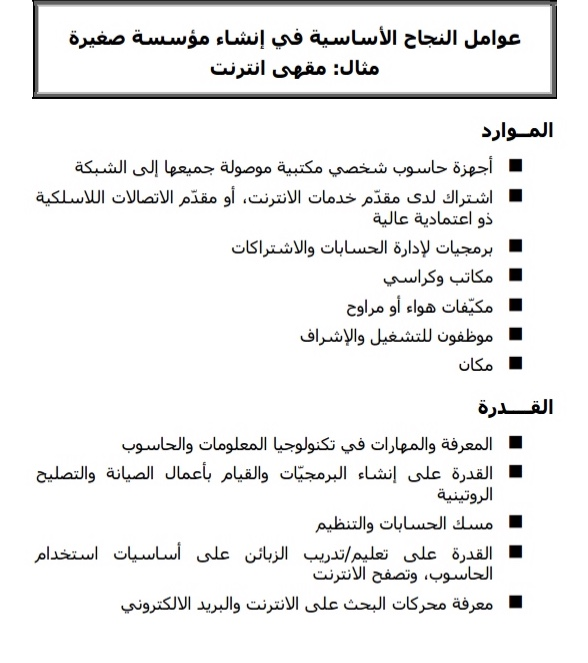 عوامل النجاح الأساسية في إنشاء مؤسسة صغيرة
مثال: مقهى انترنت
المــوارد
■ أجهزة حاسوب شخصي مكتبية موصولة جميعها إلى الشبكة
■ اشتراك لدى مقدّم خدمات الانترنت، أو مقدّم الاتصالات اللاسلكية
ذو اعتمادية عالية
■ برمجيات لإدارة الحسابات والاشتراكات
■ مكاتب وكراسي
■ مكيّفات هواء أو مراوح
■ موظفون للتشغيل والإشراف
■ مكان
القــــدرة
■ المعرفة والمهارات في تكنولوجيا المعلومات والحاسوب
■ القدرة على إنشاء البرمجيّات والقيام بأعمال الصيانة والتصليح
الروتينية
■ مسك الحسابات والتنظيم
■ القدرة على تعليم/تدريب الزبائن على أساسيات استخدام
الحاسوب، وتصفح الانترنت
■ معرفة محركات البحث على الانترنت والبريد الالكتروني